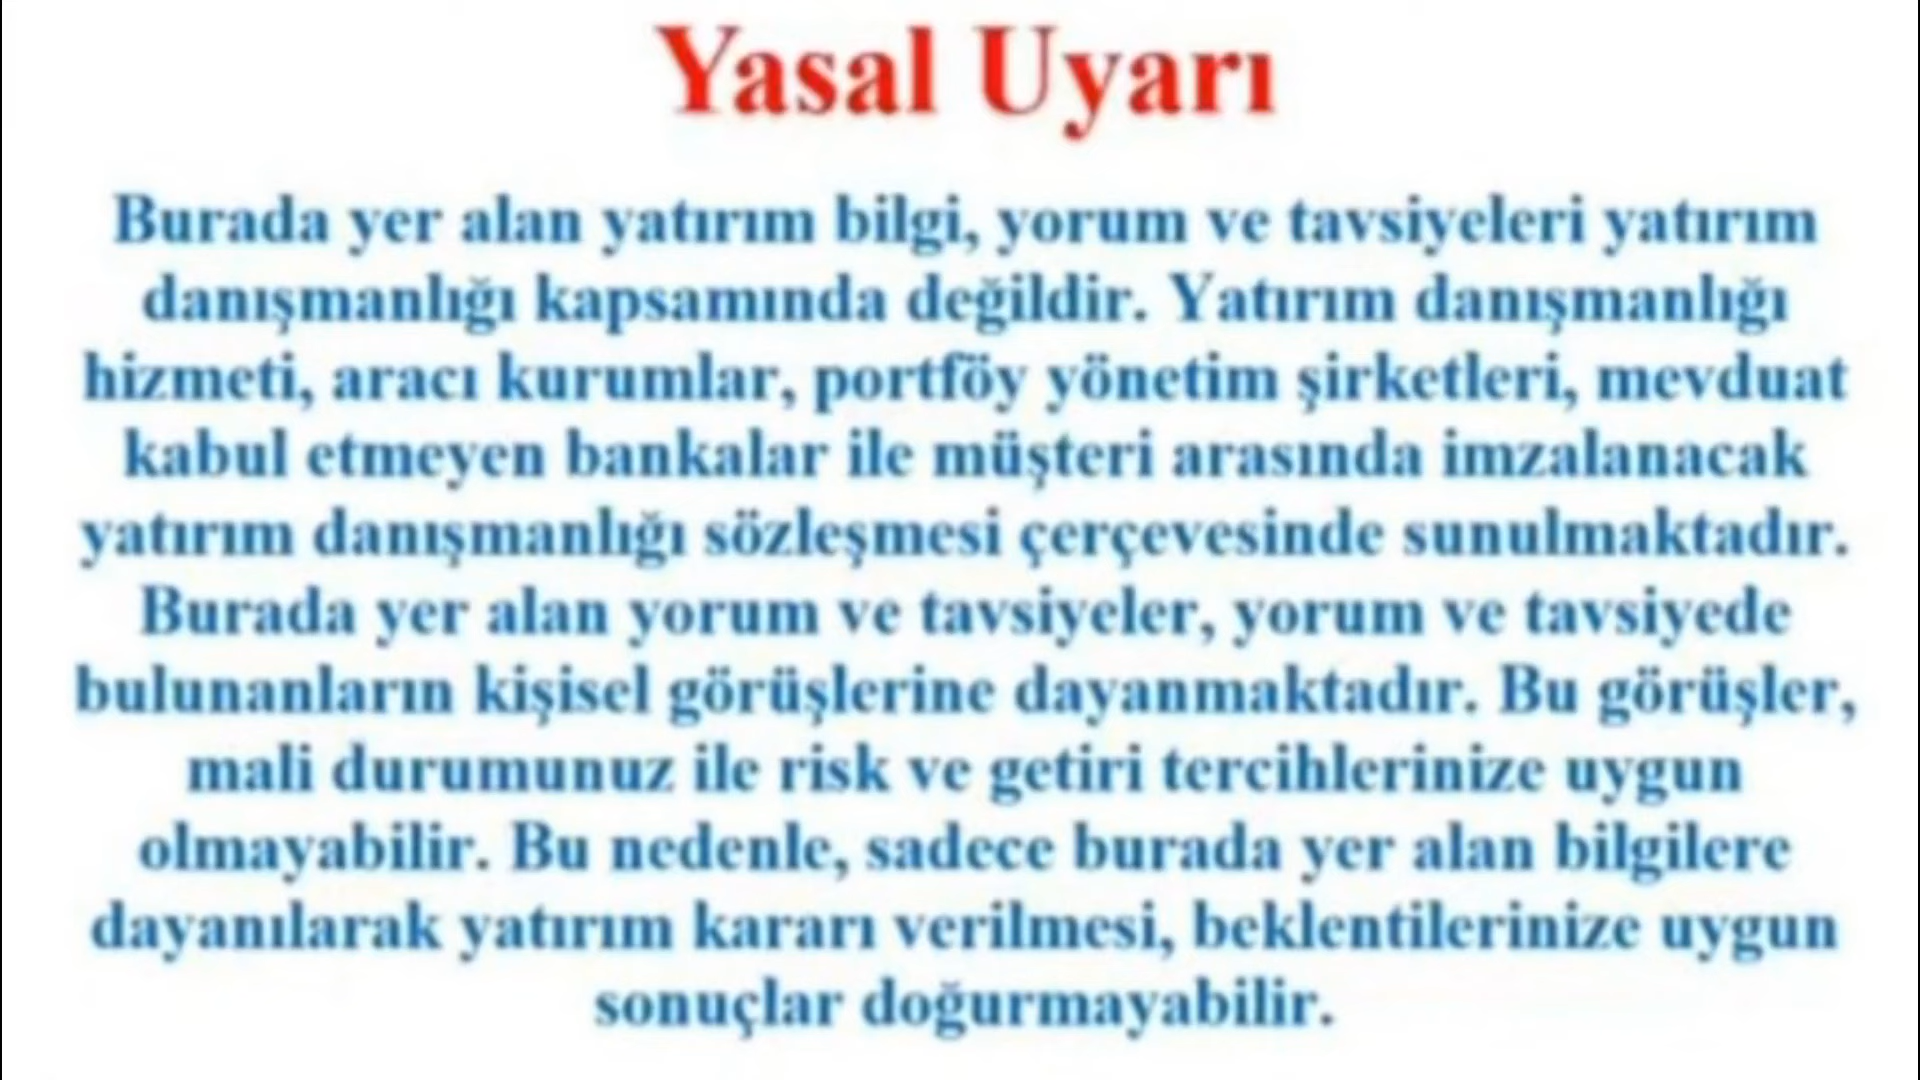 Yasal Uyarı
Burada yer alan yatırım bilgi, yorum ve tavsiyeleri yatırım
danışmanlığı kapsamında değildir. Yatırım danışmanlığı
hizmeti, aracı kurumlar, portföy yönetim şirketleri, mevduat
kabul etmeyen bankalar ile müşteri arasında imzalanacak
yatırım danışmanlığı sözleşmesi çerçevesinde sunulmaktadır.
Burada yer alan yorum ve tavsiyeler, yorum ve tavsiyede
bulunanların kişisel görüşlerine dayanmaktadır. Bu görüşler,
mali durumunuz ile risk ve getiri tercihlerinize uygun
olmayabilir. Bu nedenle, sadece burada yer alan bilgilere
dayanılarak yatırım kararı verilmesi, beklentilerinize uygun
sonuçlar doğurmayabilir.